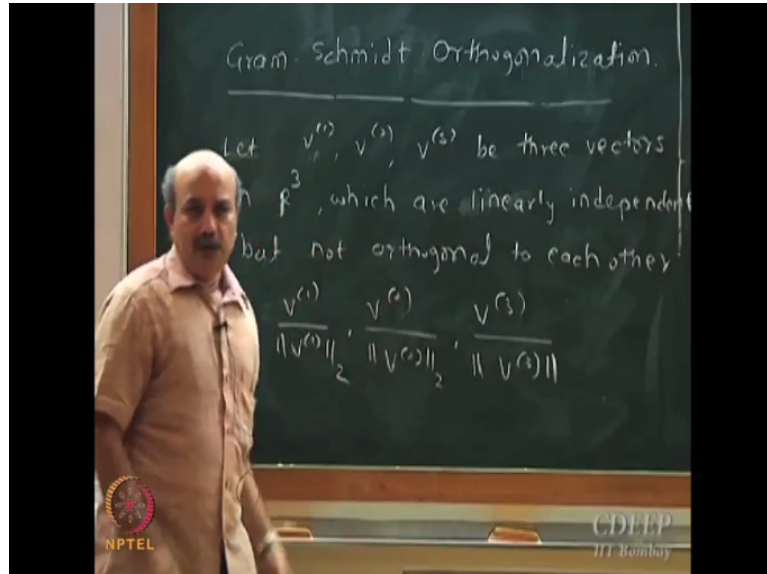 Gram. Schmidt Orthogonalization.
Let v⁽¹⁾, v⁽²⁾, v⁽³⁾ be three vectors
n R³, which are linearly independent
but not orthogonal to each other
v⁽¹⁾/||v⁽¹⁾||₂, v⁽²⁾/||v⁽²⁾||₂, v⁽³⁾/||v⁽³⁾||
NPTEL
CDEEP
IIT Bombay